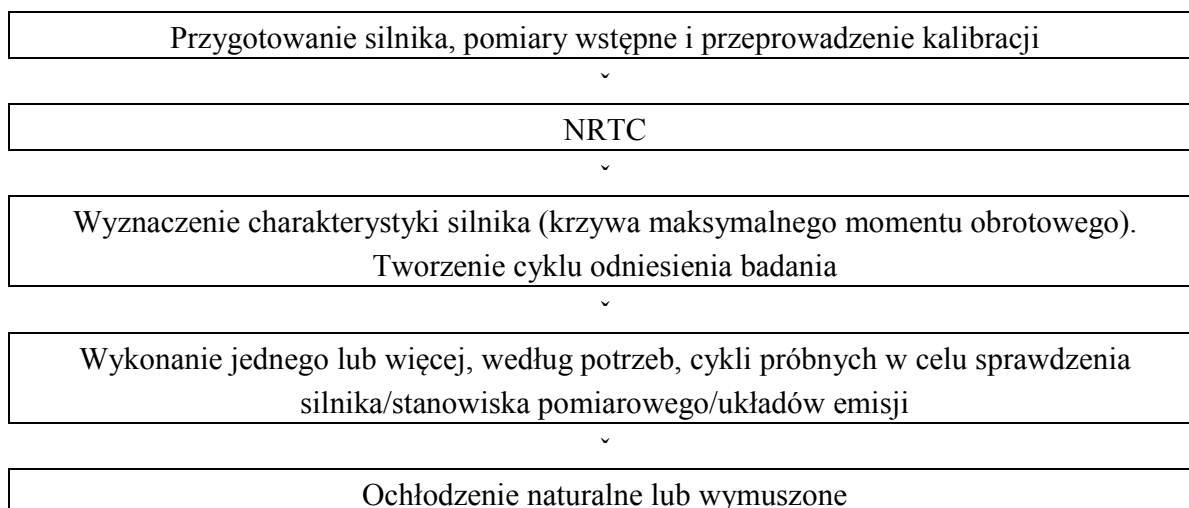 Przygotowanie silnika, pomiary wstępne i przeprowadzenie kalibracji
ˇ
NRTC
ˇ
Wyznaczenie charakterystyki silnika (krzywa maksymalnego momentu obrotowego).
Tworzenie cyklu odniesienia badania
ˇ
Wykonanie jednego lub więcej, według potrzeb, cykli próbnych w celu sprawdzenia
silnika/stanowiska pomiarowego/układów emisji
ˇ
Ochłodzenie naturalne lub wymuszone